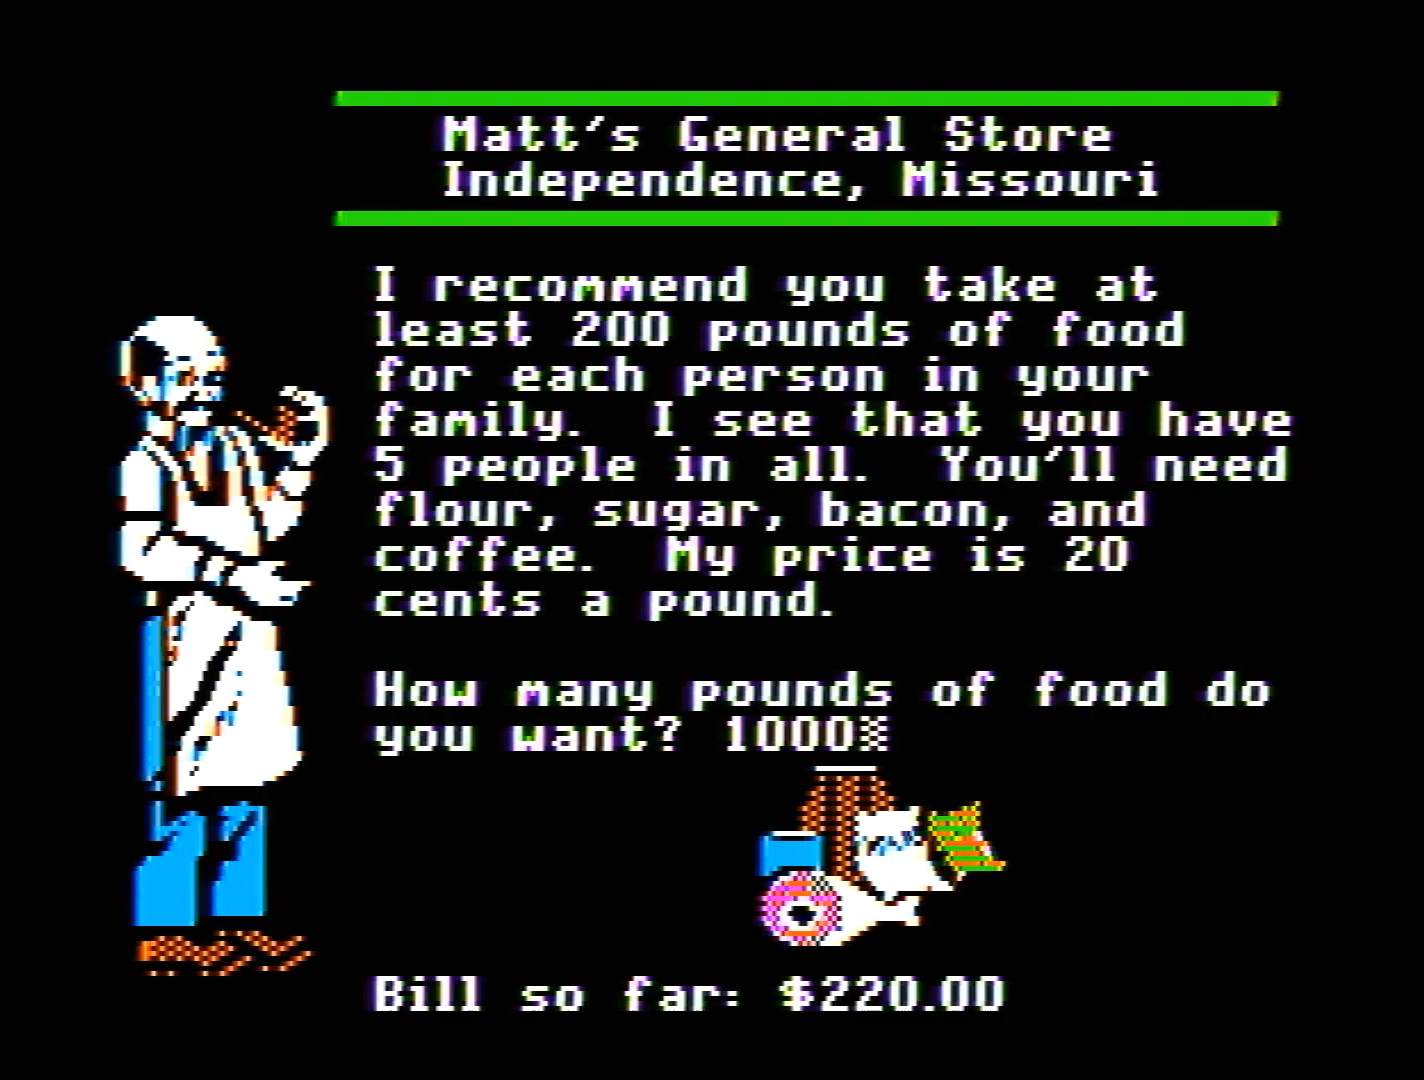 Matt's General Store
Independence, Missouri
I recommend you take at
least 200 pounds of food
for each person in your
family.  I see that you have
5 people in all.  You'll need
flour, sugar, bacon, and
coffee.  My price is 20
cents a pound.
How many pounds of food do
you want? 1000
Bill so far: $220.00